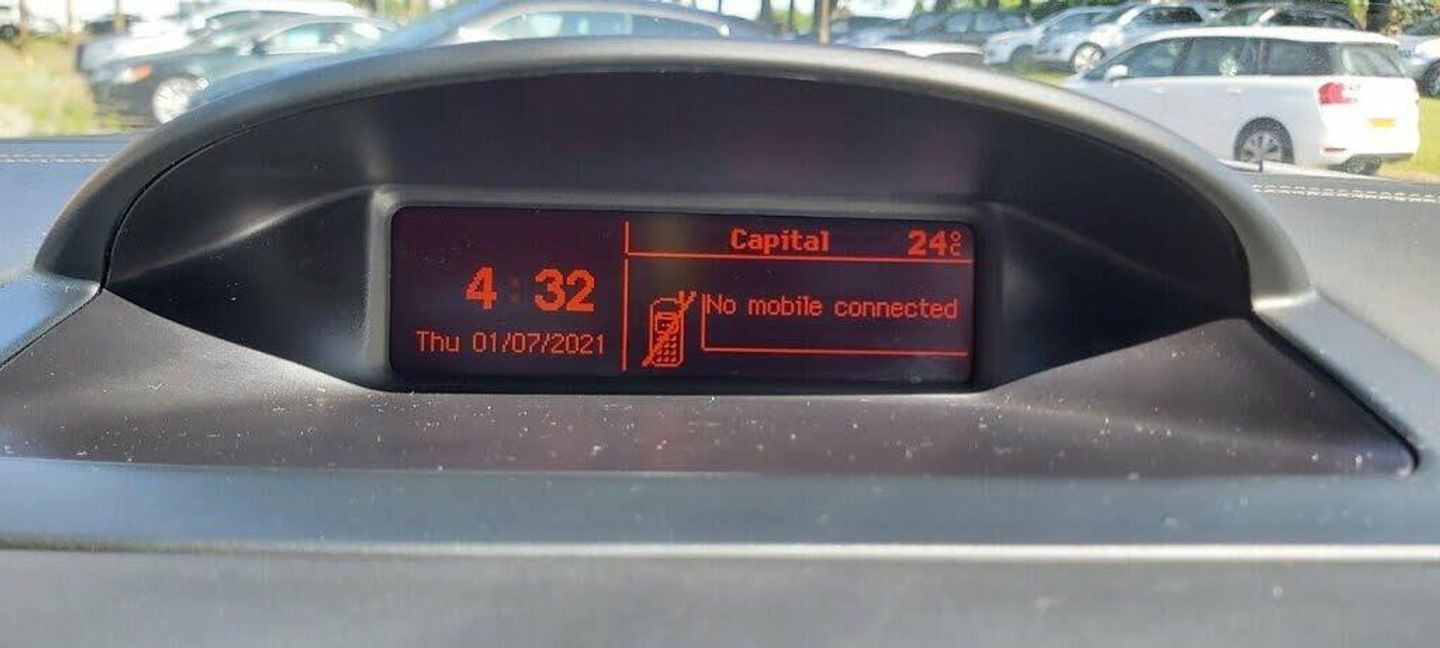 4:32
Thu 01/07/2021
Capital 24°C
No mobile connected